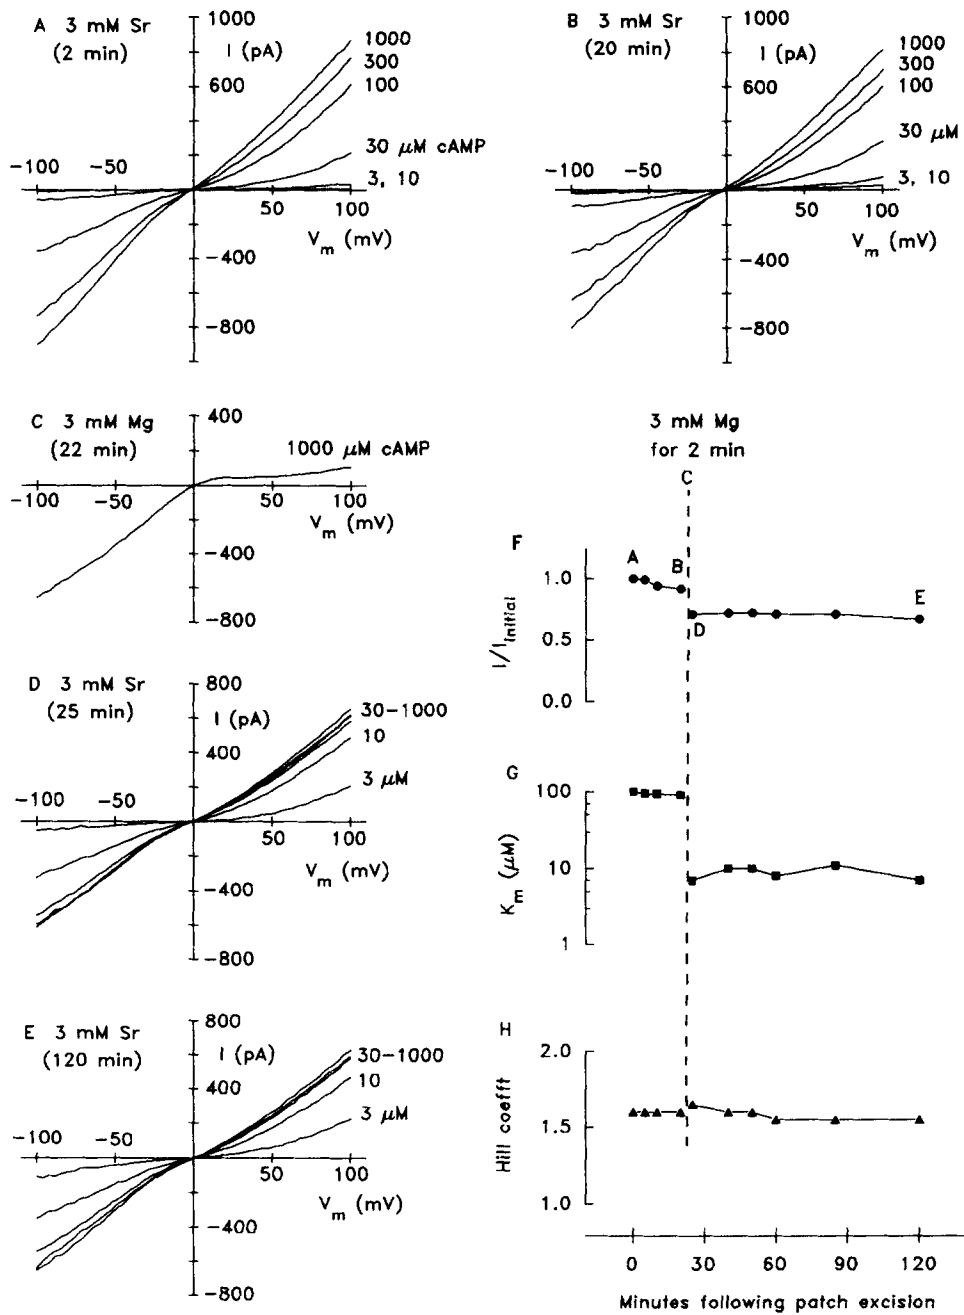 A 3 mM Sr
(2 min)
1000
I (pA)
600
1000
300
100
30 μM cAMP
3, 10
-100
-50
50
100
V_m (mV)
-400
-800
B 3 mM Sr
(20 min)
1000
I (pA)
600
1000
300
100
30 μM
3, 10
-100
-50
50
100
V_m (mV)
-400
-800
C 3 mM Mg
(22 min)
400
1000 μM cAMP
-100
-50
50
100
V_m (mV)
-400
-800
D 3 mM Sr
(25 min)
800
I (pA)
400
30-1000
10
3 μM
-100
-50
50
100
V_m (mV)
-400
-800
E 3 mM Sr
(120 min)
800
I (pA)
400
30-1000
10
3 μM
-100
-50
50
100
V_m (mV)
-400
-800
3 mM Mg
for 2 min
C
F
A
B
D
E
1.0
0.5
0.0
I/I_initial
G
100
10
1
K_m (μM)
H
2.0
1.5
1.0
Hill coefft
0
30
60
90
120
Minutes following patch excision